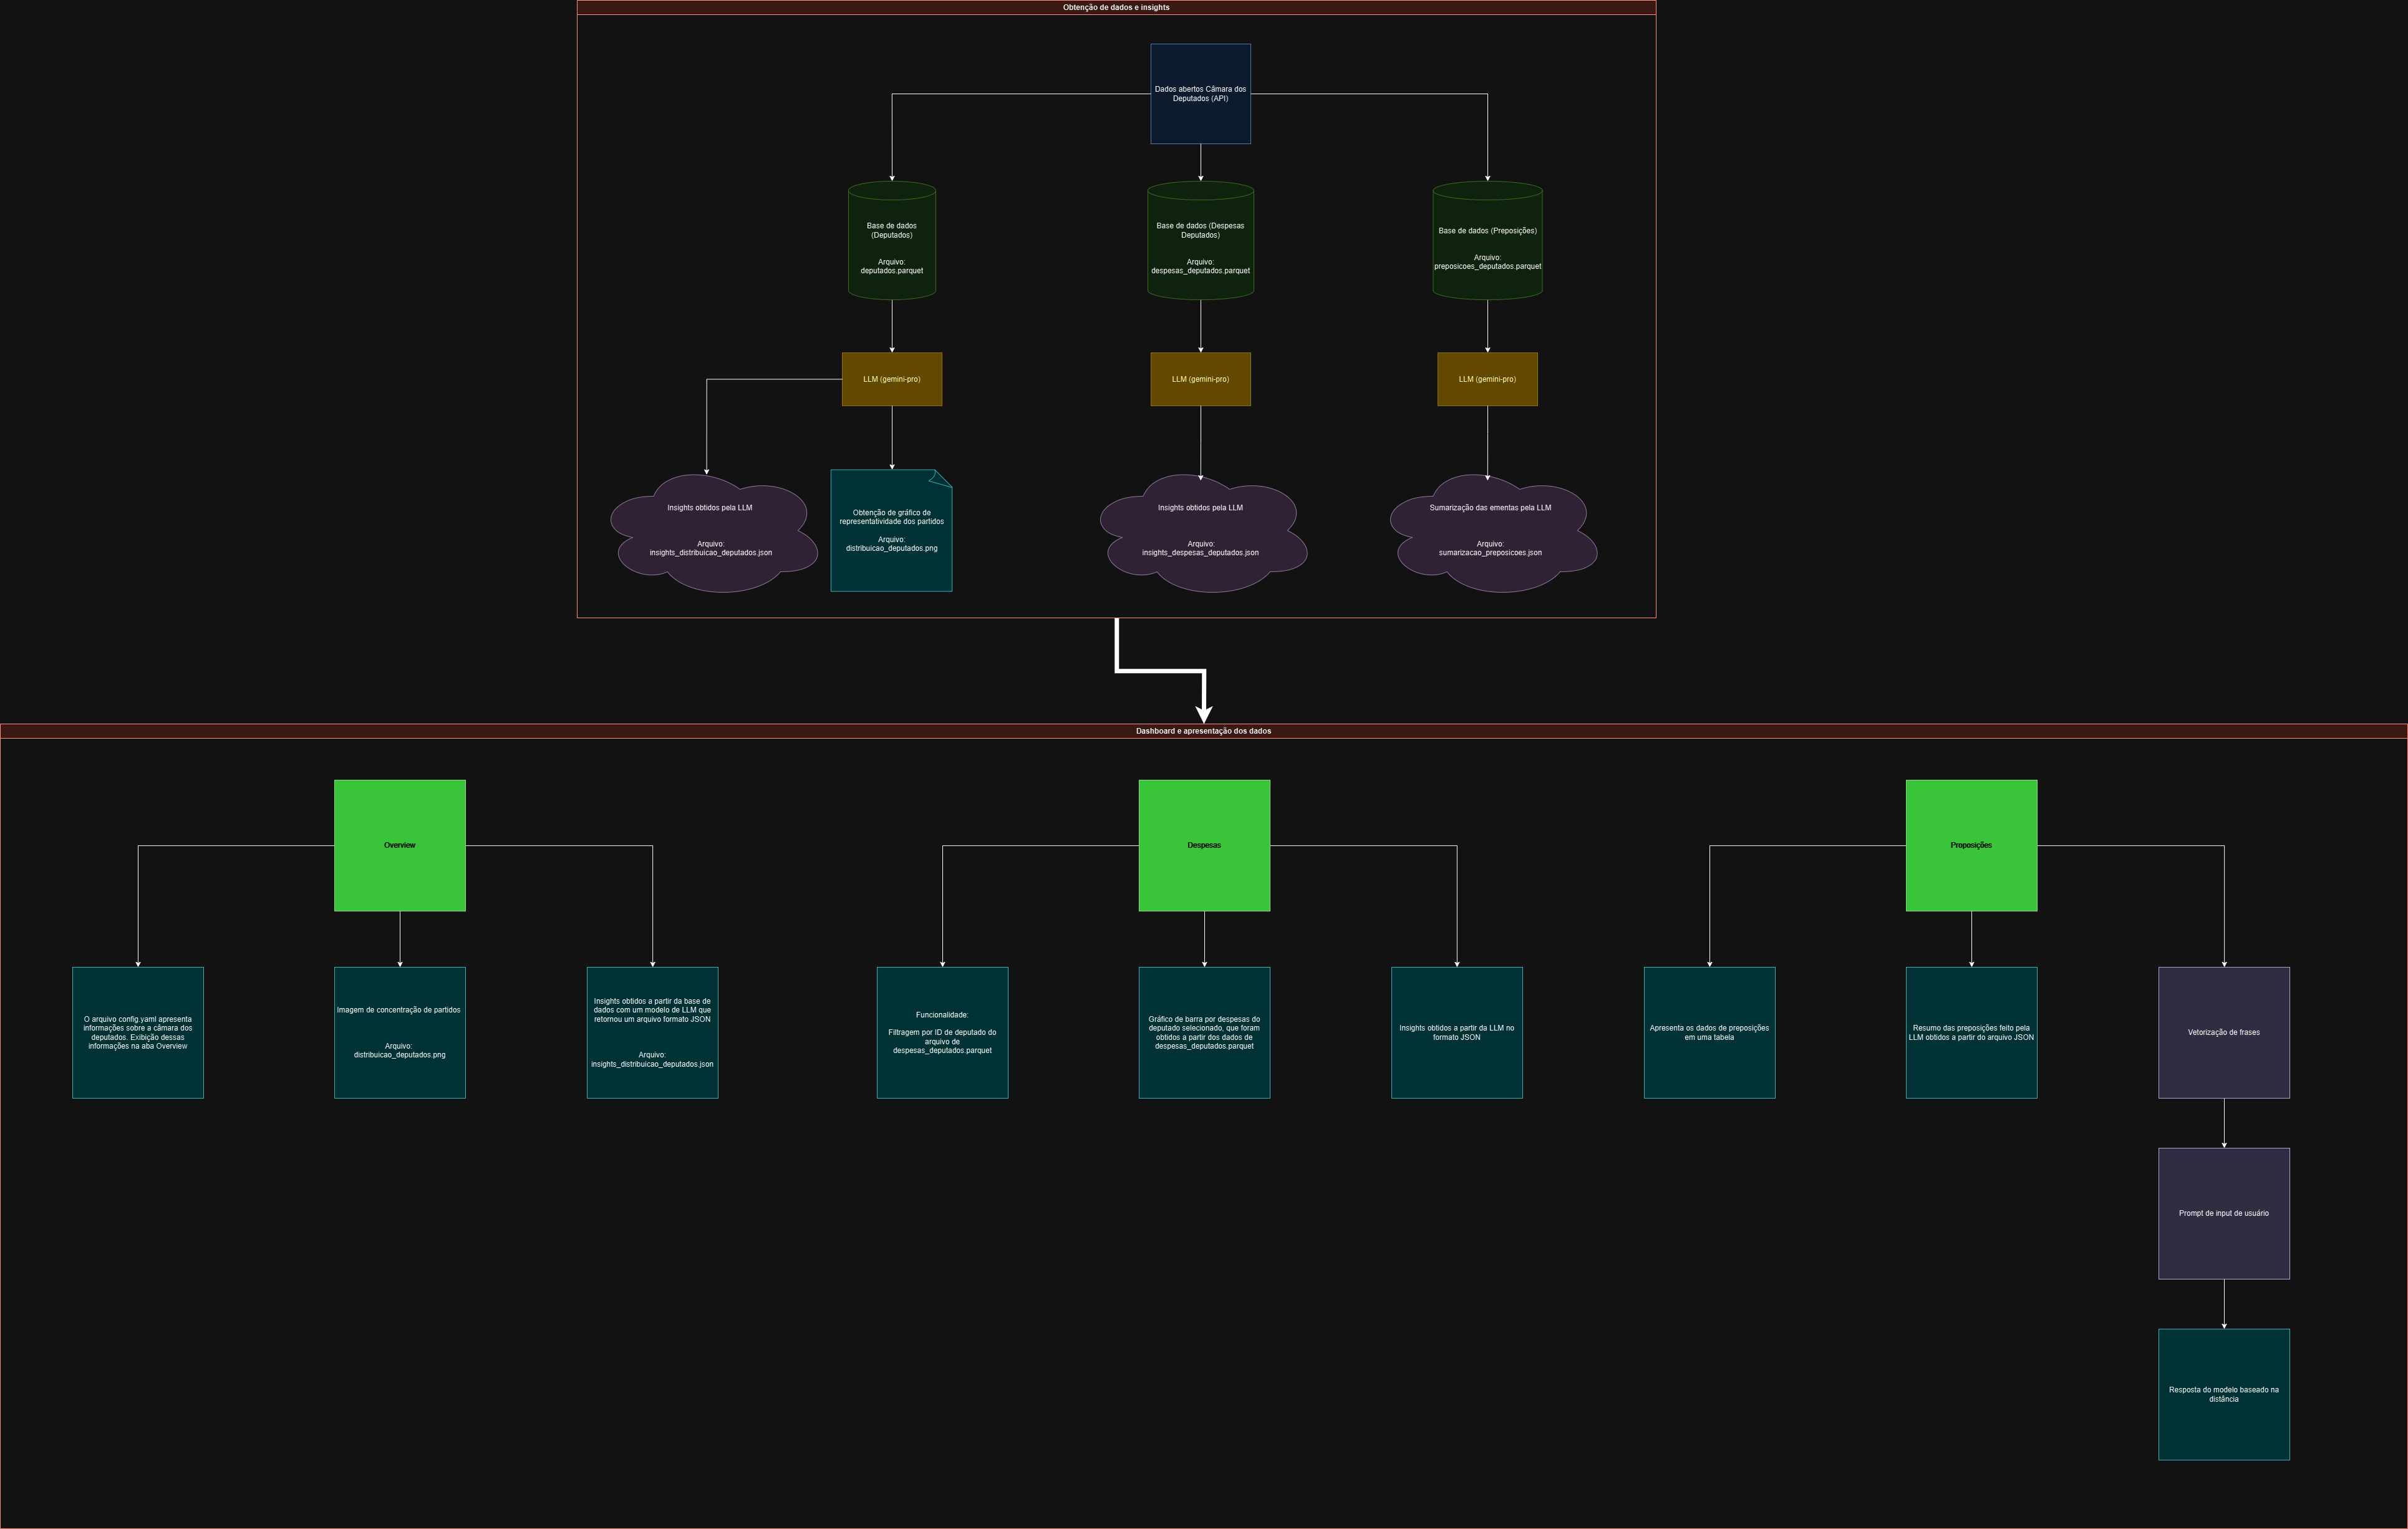 Obtenção de dados e insights
Dados abertos Câmara dos
Deputados (API)
Base de dados
(Deputados)
Arquivo:
deputados.parquet
Base de dados (Despesas
Deputados)
Arquivo:
despesas_deputados.parquet
Base de dados (Preposições)
Arquivo:
preposicoes_deputados.parquet
LLM (gemini-pro)
LLM (gemini-pro)
LLM (gemini-pro)
Insights obtidos pela LLM
Arquivo:
insights_distribuicao_deputados.json
Obtenção de gráfico de
representatividade dos partidos
Arquivo:
distribuicao_deputados.png
Insights obtidos pela LLM
Arquivo:
insights_despesas_deputados.json
Sumarização das ementas pela LLM
Arquivo:
sumarizacao_preposicoes.json
Dashboard e apresentação dos dados
Overview
Despesas
Proposições
O arquivo config.yaml apresenta
informações sobre a câmara dos
deputados. Exibição dessas
informações na aba Overview
Imagem de concentração de partidos
Arquivo:
distribuicao_deputados.png
Insights obtidos a partir da base de
dados com um modelo de LLM que
retornou um arquivo formato JSON
Arquivo:
insights_distribuicao_deputados.json
Funcionalidade:
Filtragem por ID de deputado do
arquivo de
despesas_deputados.parquet
Gráfico de barra por despesas do
deputado selecionado, que foram
obtidos a partir dos dados de
despesas_deputados.parquet
Insights obtidos a partir da LLM no
formato JSON
Apresenta os dados de preposições
em uma tabela
Resumo das preposições feito pela
LLM obtidos a partir do arquivo JSON
Vetorização de frases
Prompt de input de usuário
Resposta do modelo baseado na
distância